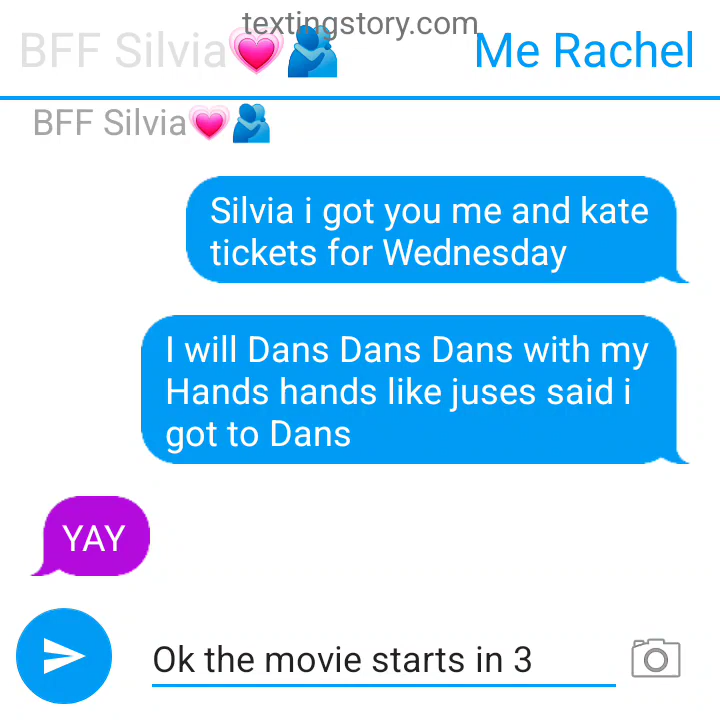 textingstory.com
BFF Silvia💗🫂 Me Rachel
BFF Silvia💗🫂
Silvia i got you me and kate
tickets for Wednesday
I will Dans Dans Dans with my
Hands hands like juses said i
got to Dans
YAY
Ok the movie starts in 3